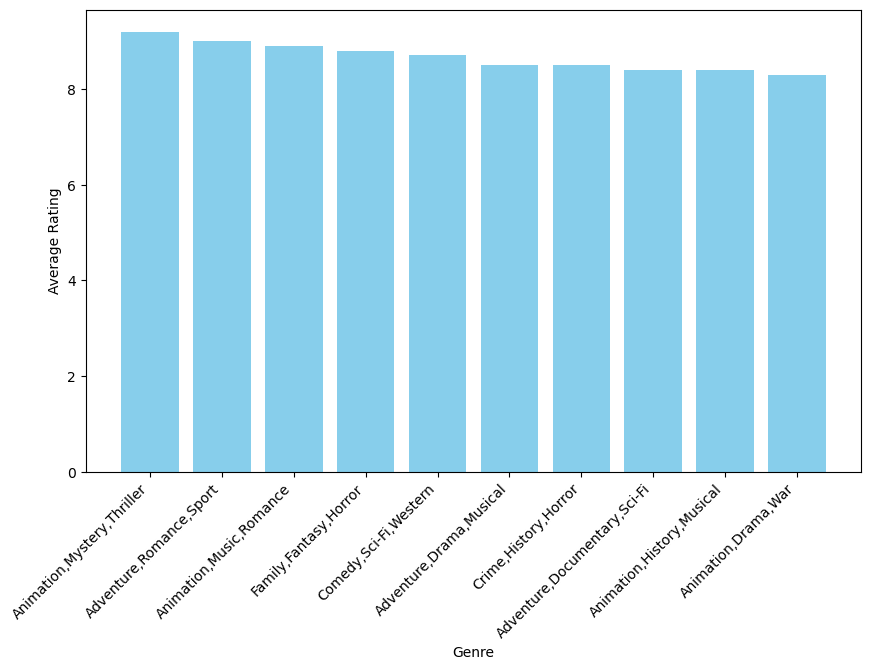 8
6
4
2
0
Average Rating
Animation,Mystery,Thriller
Adventure,Romance,Sport
Animation,Music,Romance
Family,Fantasy,Horror
Comedy,Sci-Fi,Western
Adventure,Drama,Musical
Crime,History,Horror
Adventure,Documentary,Sci-Fi
Animation,History,Musical
Animation,Drama,War
Genre